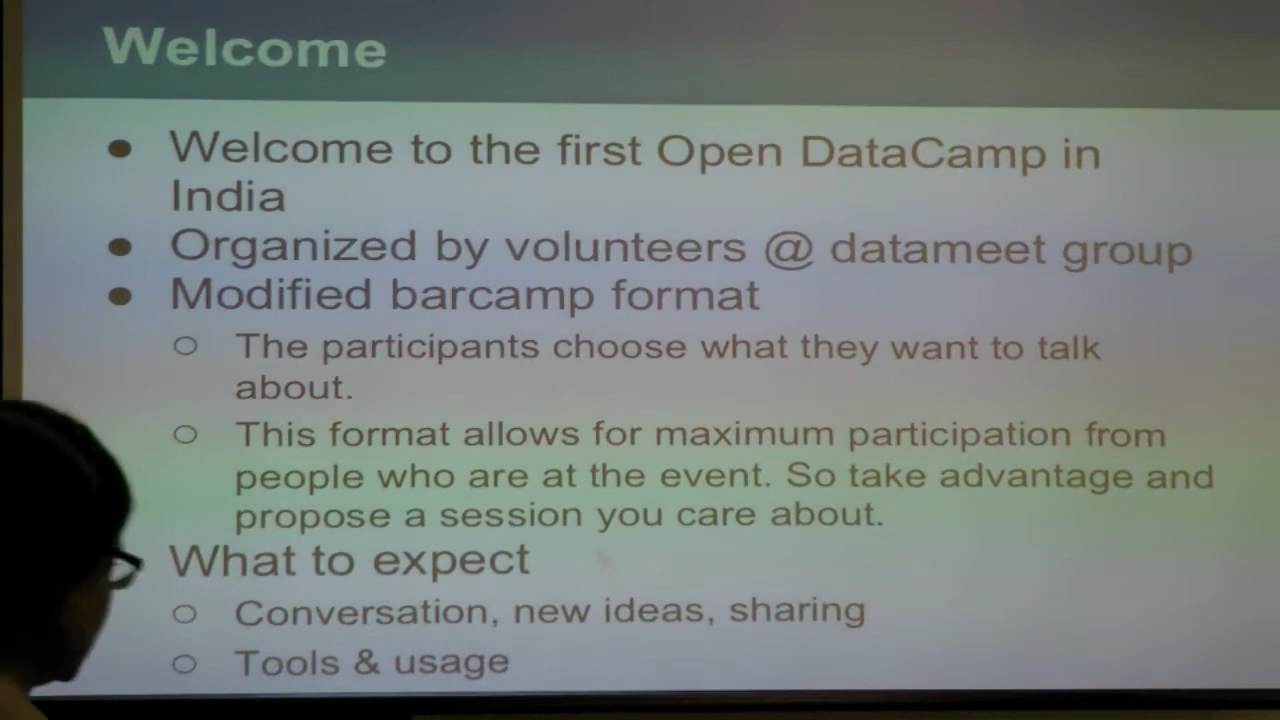 Welcome
● Welcome to the first Open DataCamp in
India
● Organized by volunteers @ datameet group
● Modified barcamp format
○ The participants choose what they want to talk
about.
○ This format allows for maximum participation from
people who are at the event. So take advantage and
propose a session you care about.
What to expect
○ Conversation, new ideas, sharing
○ Tools & usage